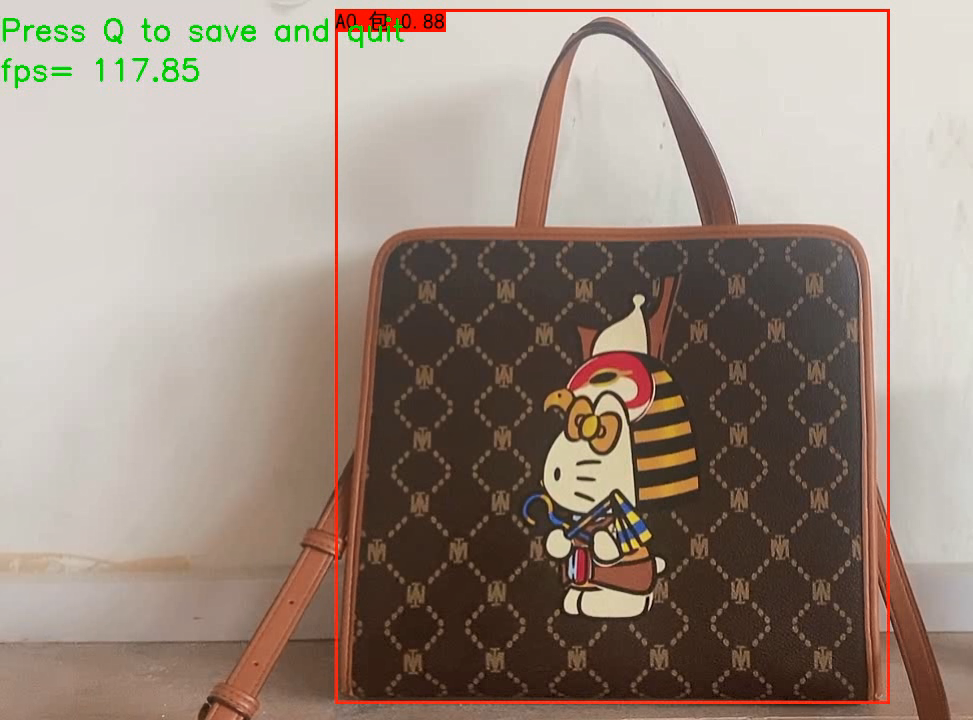 Press Q to save and quit
A0 包 0.88
fps= 117.85